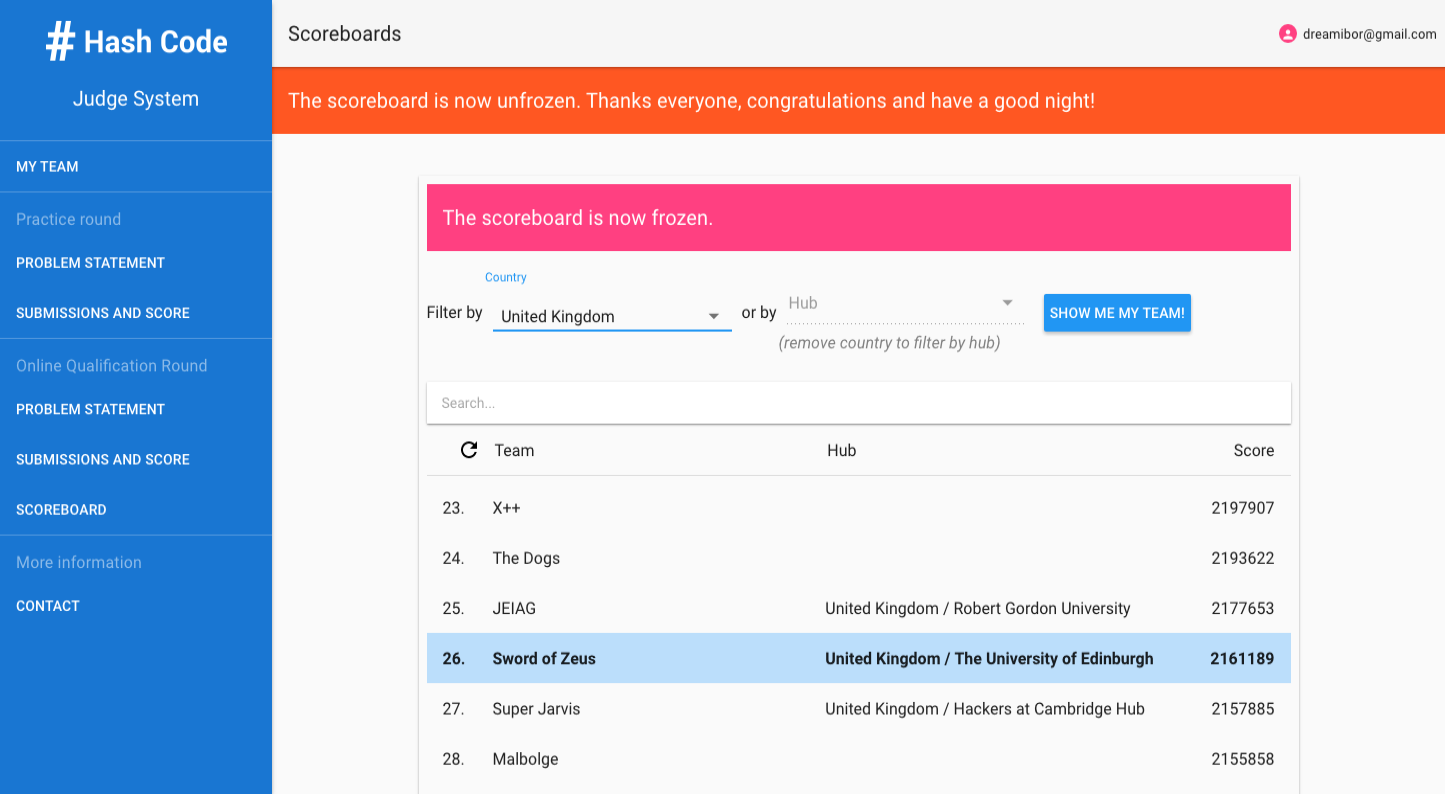 # Hash Code
Judge System
MY TEAM
Practice round
PROBLEM STATEMENT
SUBMISSIONS AND SCORE
Online Qualification Round
PROBLEM STATEMENT
SUBMISSIONS AND SCORE
SCOREBOARD
More information
CONTACT
Scoreboards
dreamibor@gmail.com
The scoreboard is now unfrozen. Thanks everyone, congratulations and have a good night!
The scoreboard is now frozen.
Country
Filter by United Kingdom or by Hub SHOW ME MY TEAM!
(remove country to filter by hub)
Search...
Team Hub Score
23. X++ 2197907
24. The Dogs 2193622
25. JEIAG United Kingdom / Robert Gordon University 2177653
26. Sword of Zeus United Kingdom / The University of Edinburgh 2161189
27. Super Jarvis United Kingdom / Hackers at Cambridge Hub 2157885
28. Malbolge 2155858